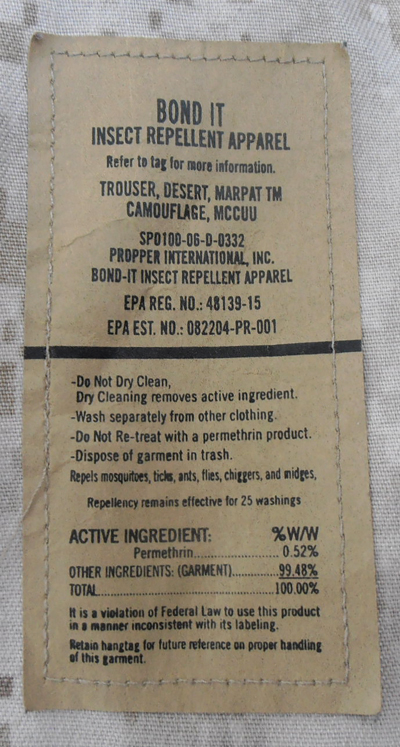 BOND IT
INSECT REPELLENT APPAREL
Refer to tag for more information.
TROUSER, DESERT, MARPAT TM
CAMOUFLAGE, MCCUU
SPO100-06-D-0332
PROPPER INTERNATIONAL, INC.
BOND-IT INSECT REPELLENT APPAREL
EPA REG. NO.: 48139-15
EPA EST. NO.: 082204-PR-001
-Do Not Dry Clean,
Dry Cleaning removes active ingredient.
-Wash separately from other clothing.
-Do Not Re-treat with a permethrin product.
-Dispose of garment in trash.
Repels mosquitoes, ticks, ants, flies, chiggers, and midges,
Repellency remains effective for 25 washings
ACTIVE INGREDIENT: %W/W
Permethrin........................ 0.52%
OTHER INGREDIENTS: (GARMENT)............99.48%
TOTAL...............................................100.00%
It is a violation of Federal Law to use this product
in a manner inconsistent with its labeling.
Retain hangtag for future reference on proper handling
of this garment.